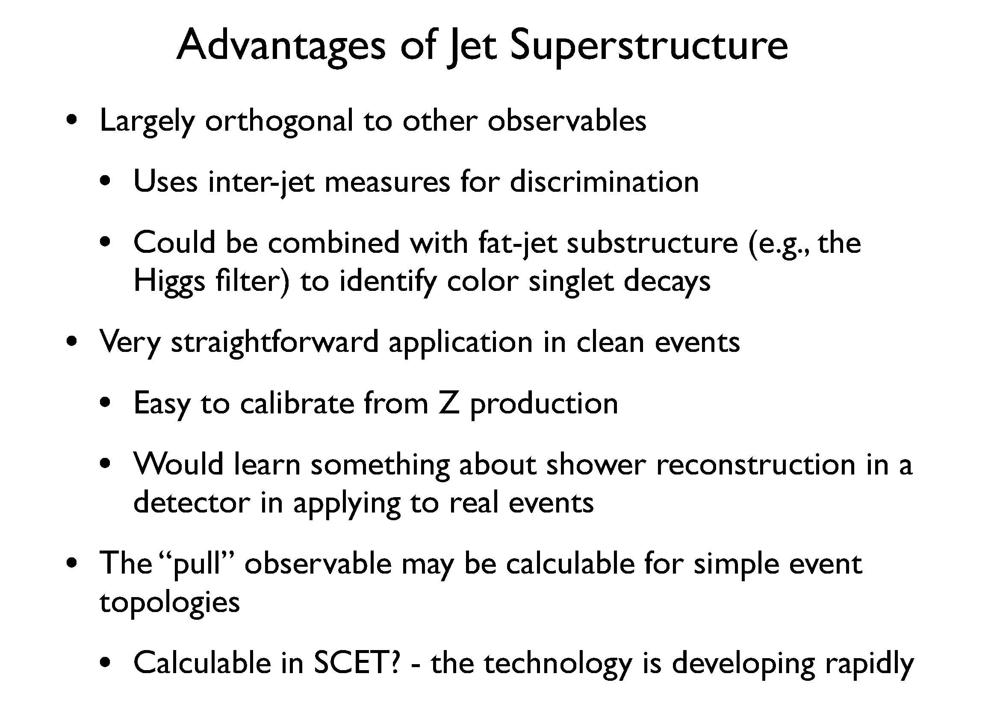 Advantages of Jet Superstructure
• Largely orthogonal to other observables
• Uses inter-jet measures for discrimination
• Could be combined with fat-jet substructure (e.g., the
Higgs filter) to identify color singlet decays
• Very straightforward application in clean events
• Easy to calibrate from Z production
• Would learn something about shower reconstruction in a
detector in applying to real events
• The “pull” observable may be calculable for simple event
topologies
• Calculable in SCET? - the technology is developing rapidly